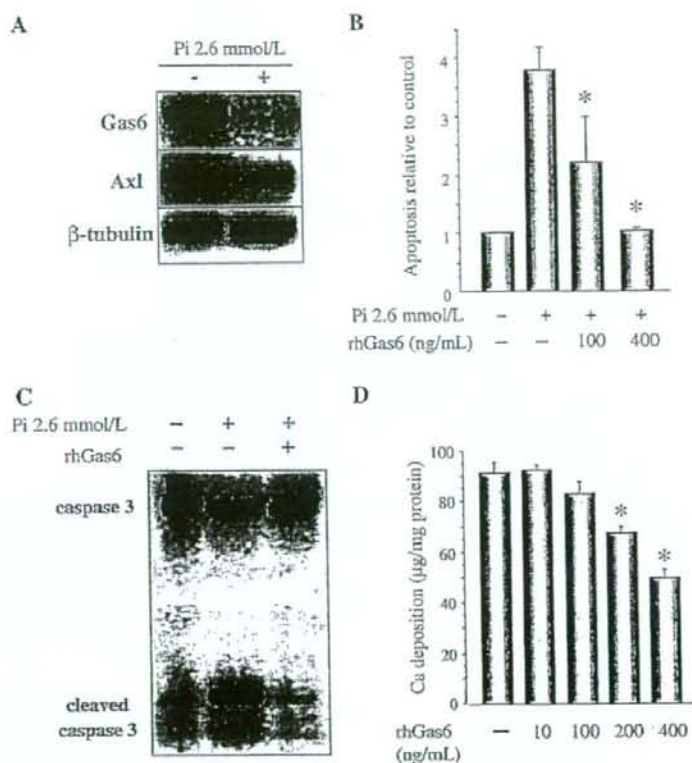 A
Pi 2.6 mmol/L
- +
Gas6
Axl
β-tubulin
B
Apoptosis relative to control
4
3
2
1
0
*
*
Pi 2.6 mmol/L - + + +
rhGas6 (ng/mL) - - 100 400
C
Pi 2.6 mmol/L - + +
rhGas6 - - +
caspase 3
cleaved
caspase 3
D
Ca deposition (µg/mg protein)
100
80
60
40
20
0
*
*
rhGas6 - 10 100 200 400
(ng/mL)